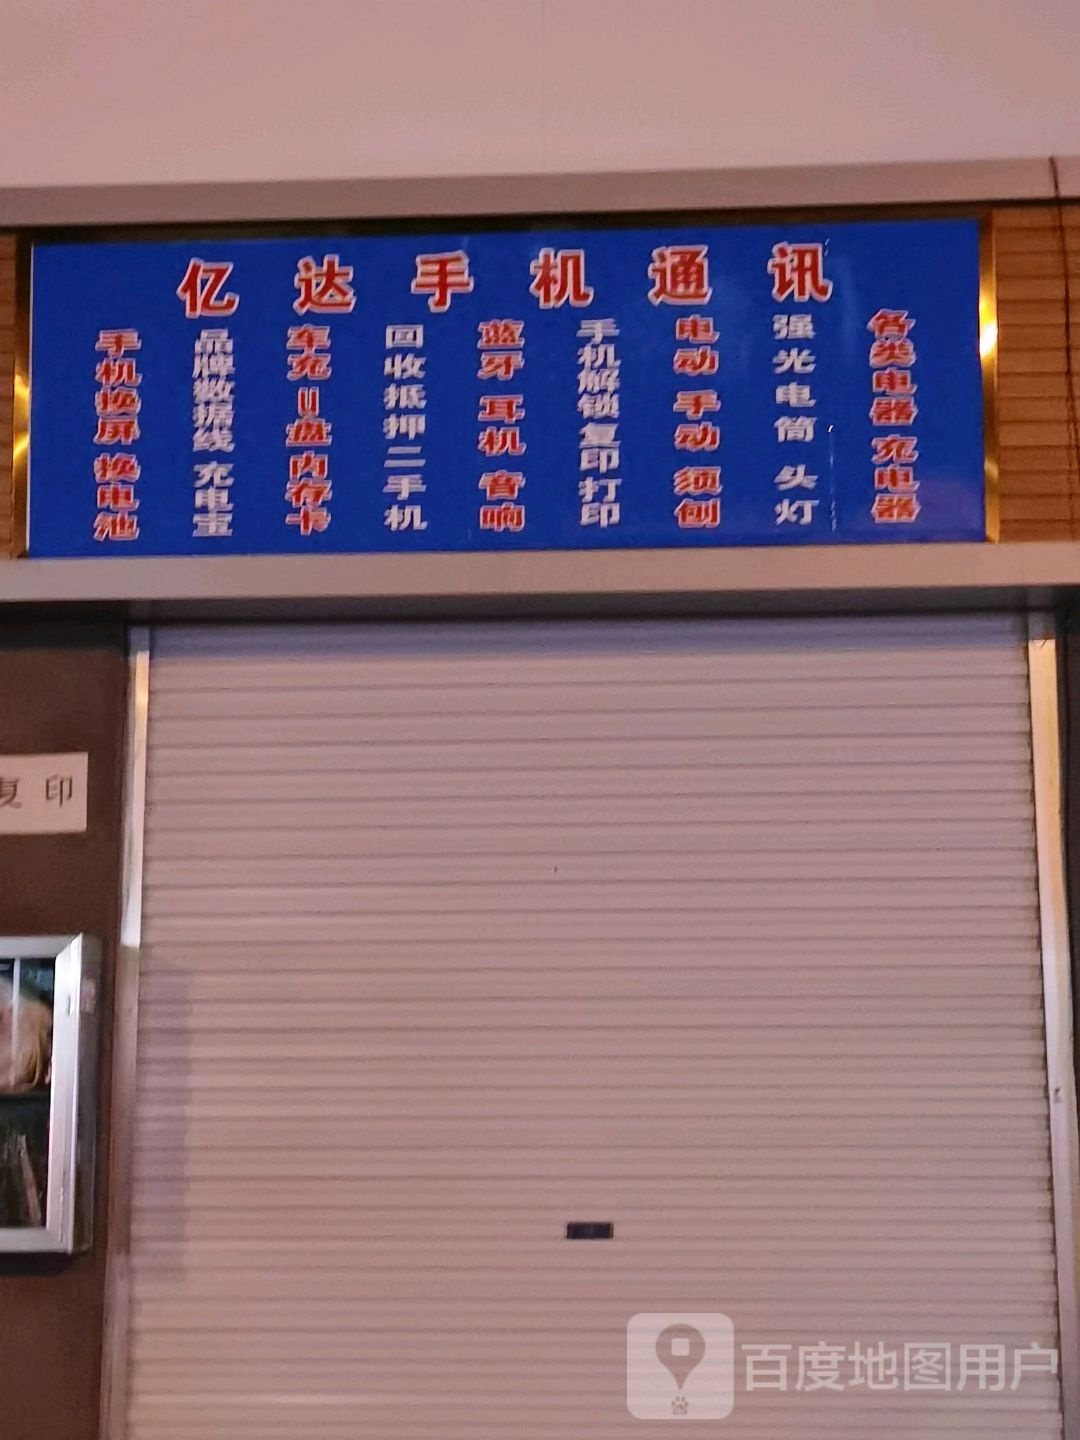 亿达手机通讯
手机换屏 换电池
品牌数据线 充电宝
车充 U盘 内存卡
回收抵押二手机
蓝牙 耳机 音响
手机解锁复印打印
电动 手动 须刨
强光电筒 头灯
各类电器 充电器
复印
百度地图用户